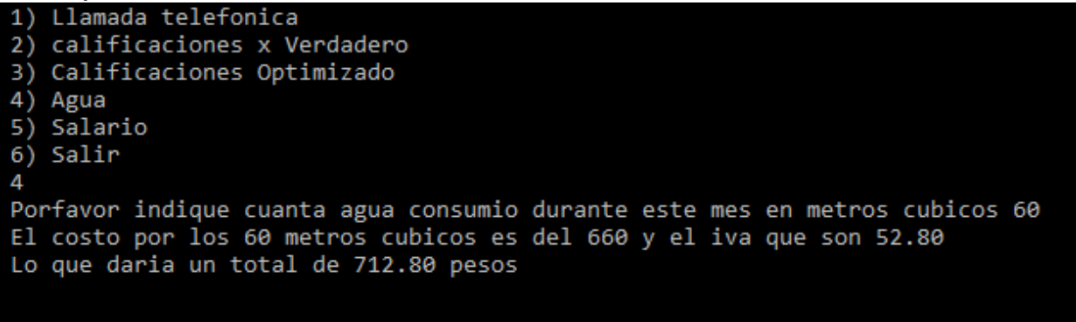 1) Llamada telefonica
2) calificaciones x Verdadero
3) Calificaciones Optimizado
4) Agua
5) Salario
6) Salir
4
Porfavor indique cuanta agua consumio durante este mes en metros cubicos 60
El costo por los 60 metros cubicos es del 660 y el iva que son 52.80
Lo que daria un total de 712.80 pesos